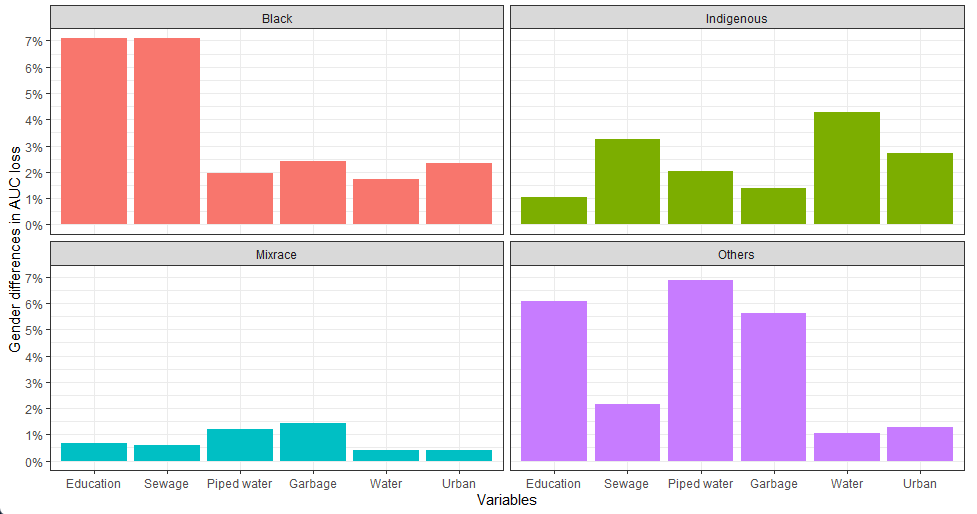 Black
Indigenous
7%
6%
5%
4%
3%
2%
1%
0%
Mixrace
Others
7%
6%
5%
4%
3%
2%
1%
0%
Gender differences in AUC loss
Education Sewage Piped water Garbage Water Urban
Education Sewage Piped water Garbage Water Urban
Variables